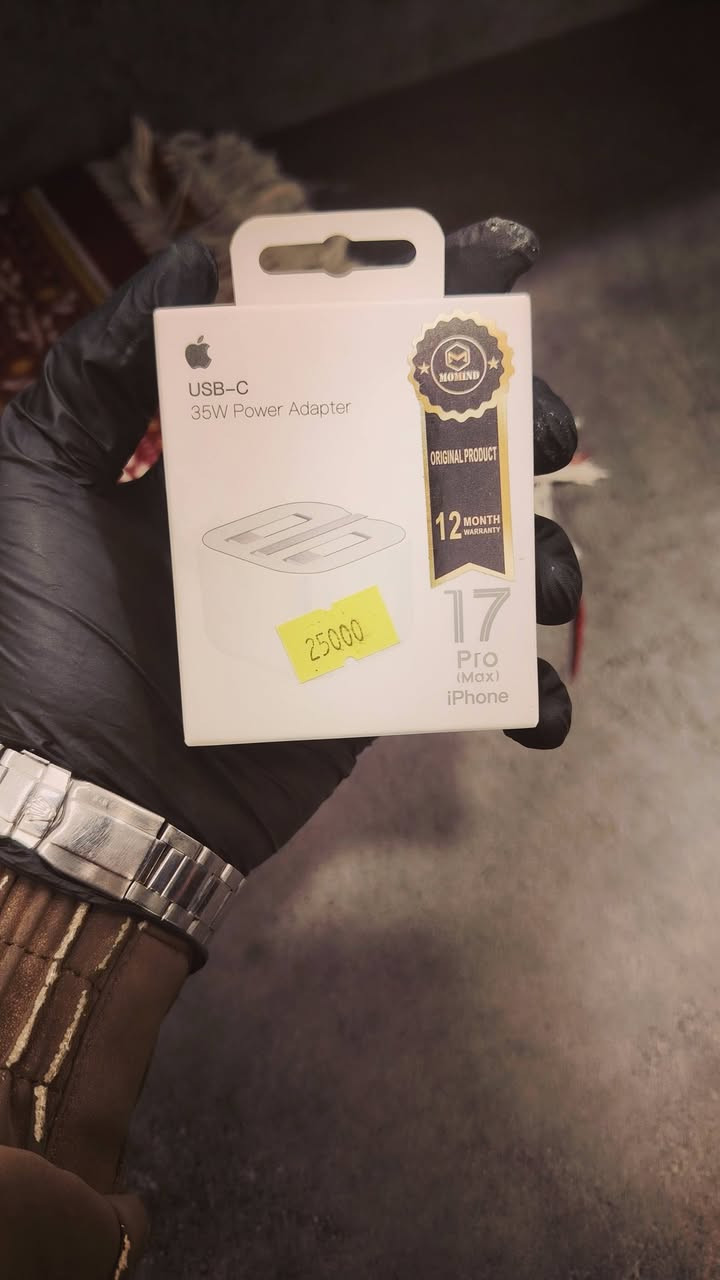 USB-C
35W Power Adapter
MOMIND
ORIGINAL PRODUCT
12 MONTH
WARRANTY
25000
17
Pro
(Max)
iPhone